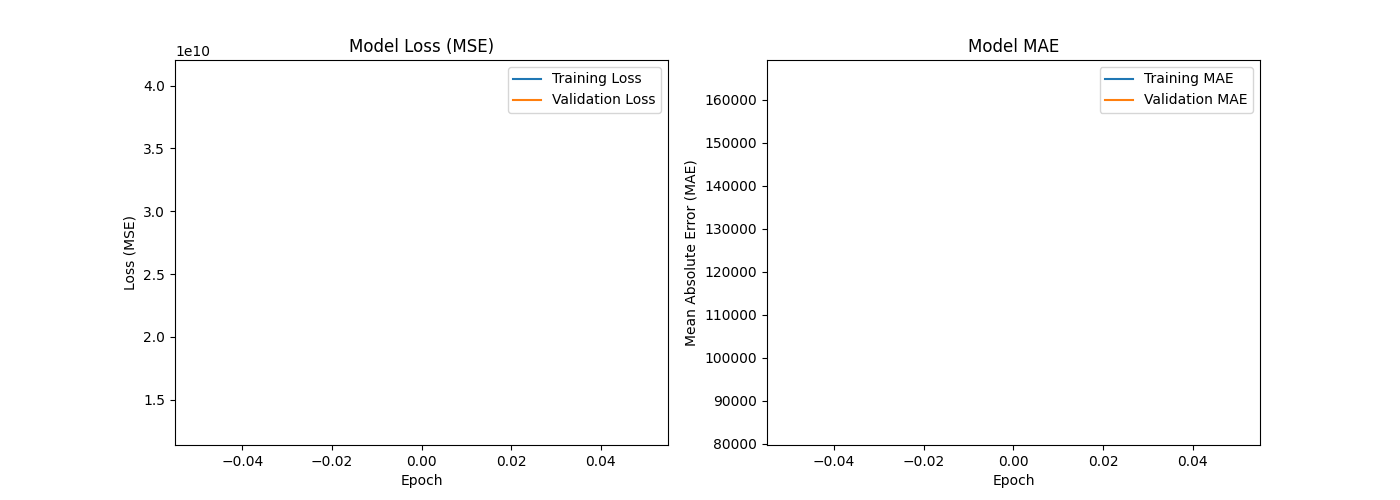 Model Loss (MSE)
1e10
Training Loss
Validation Loss
4.0
3.5
3.0
2.5
2.0
1.5
Loss (MSE)
−0.04 −0.02 0.00 0.02 0.04
Epoch
Model MAE
Training MAE
Validation MAE
160000
150000
140000
130000
120000
110000
100000
90000
80000
Mean Absolute Error (MAE)
−0.04 −0.02 0.00 0.02 0.04
Epoch